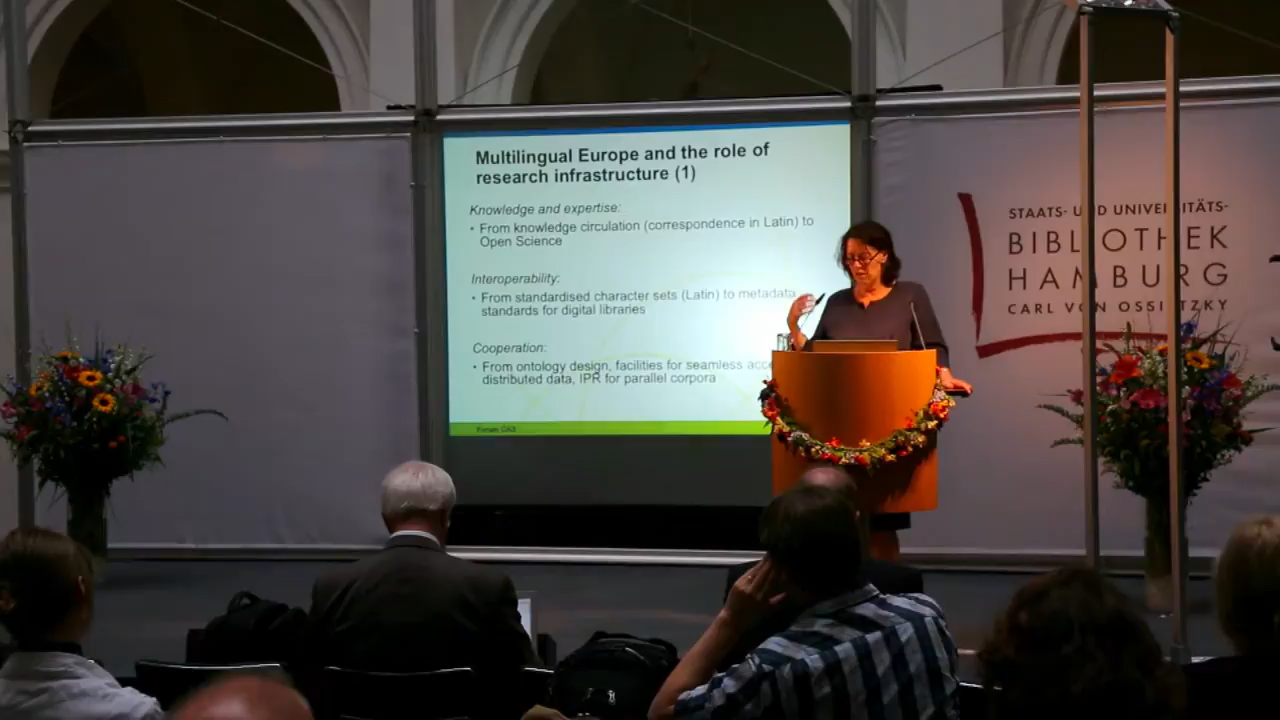 Multilingual Europe and the role of
research infrastructure (1)
Knowledge and expertise:
• From knowledge circulation (correspondence in Latin) to
Open Science
Interoperability:
• From standardised character sets (Latin) to metadata
standards for digital libraries
Cooperation:
• From ontology design, facilities for seamless
distributed data, IPR for parallel corpora
STAATS- UND UNIVERSITÄTS-
BIBLIOTHEK
HAMBURG
CARL VON OSSIETZKY